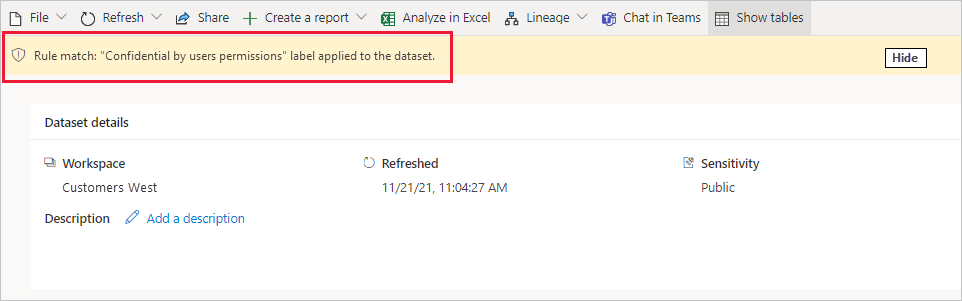 File Refresh Share Create a report Analyze in Excel Lineage Chat in Teams Show tables
Rule match: "Confidential by users permissions" label applied to the dataset. Hide
Dataset details
Workspace Refreshed Sensitivity
Customers West 11/21/21, 11:04:27 AM Public
Description Add a description